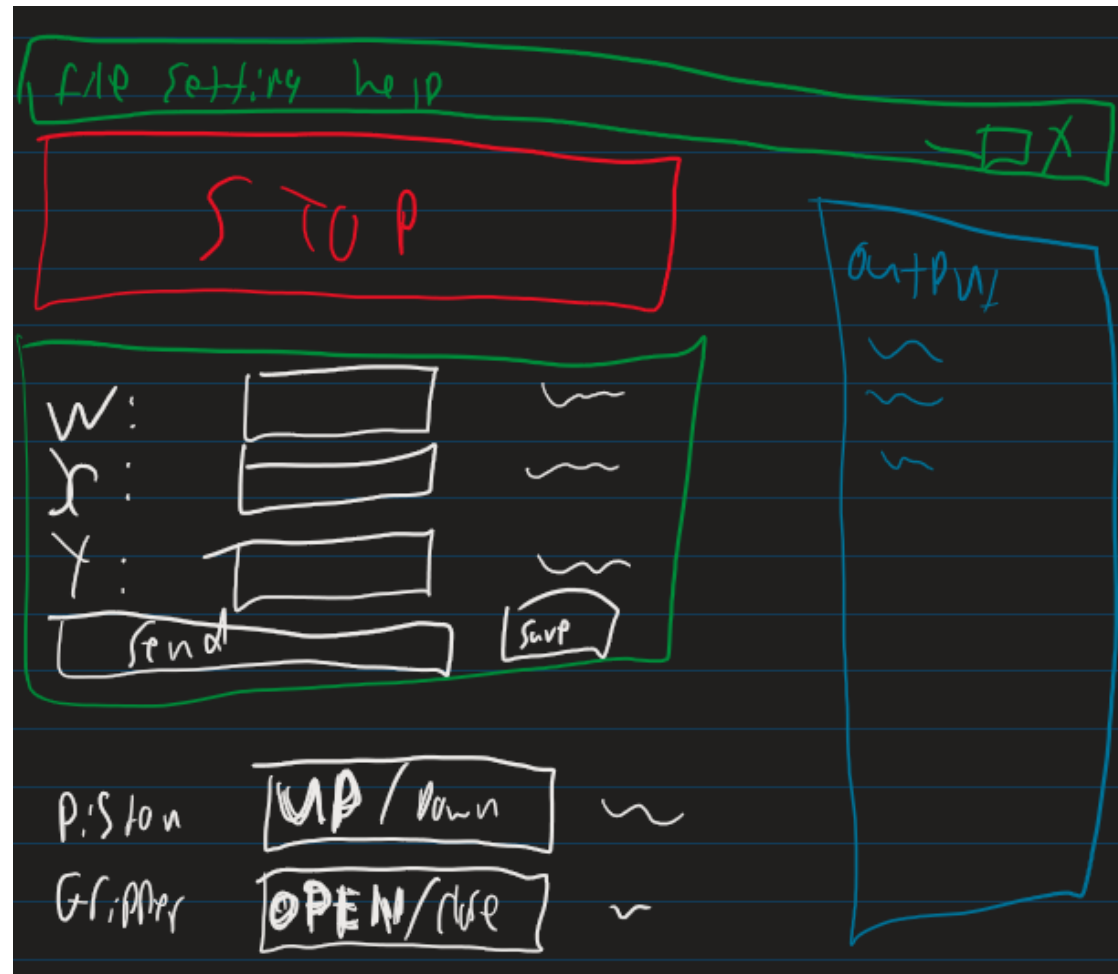 file setting help
X
STOP
output
W:
X:
Y:
Send
Save
Piston UP / Down
Gripper OPEN/close